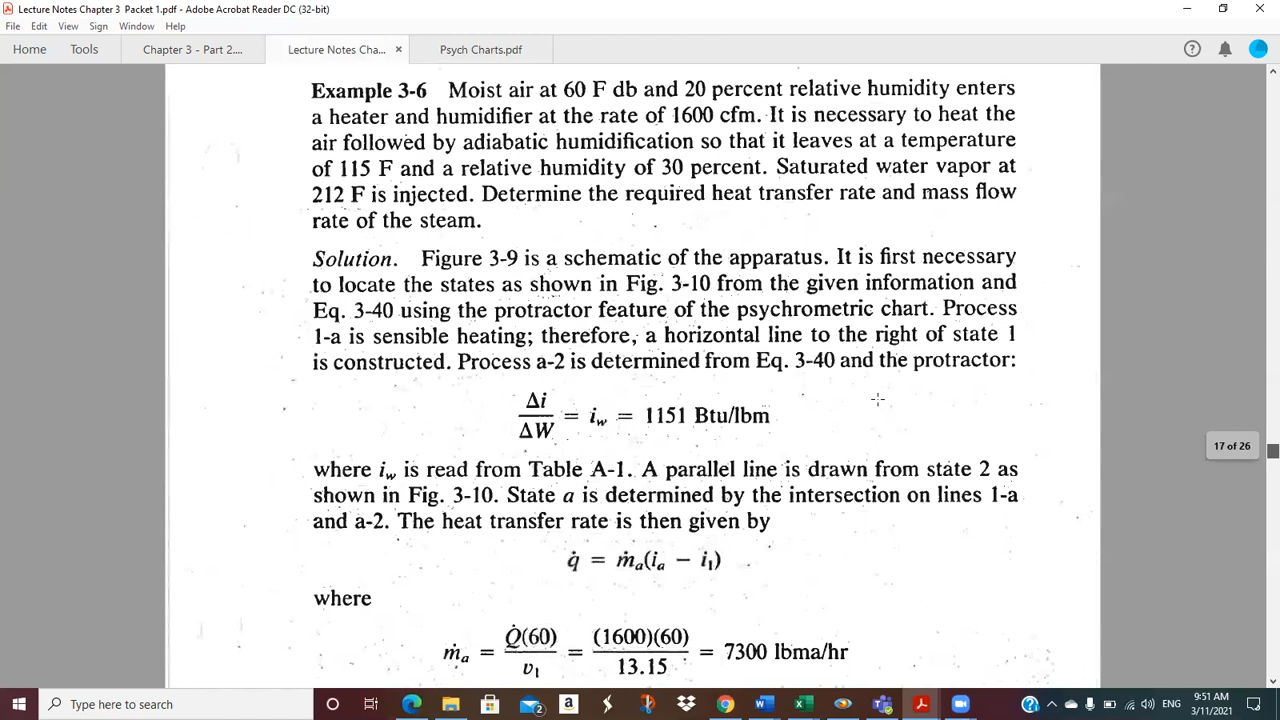 Lecture Notes Chapter 3 Packet 1.pdf - Adobe Acrobat Reader DC (32-bit)
File Edit View Sign Window Help
Home Tools Chapter 3 - Part 2.... Lecture Notes Cha... × Psych Charts.pdf
Example 3-6 Moist air at 60 F db and 20 percent relative humidity enters
a heater and humidifier at the rate of 1600 cfm. It is necessary to heat the
air followed by adiabatic humidification so that it leaves at a temperature
of 115 F and a relative humidity of 30 percent. Saturated water vapor at
212 F is injected. Determine the required heat transfer rate and mass flow
rate of the steam.
Solution. Figure 3-9 is a schematic of the apparatus. It is first necessary
to locate the states as shown in Fig. 3-10 from the given information and
Eq. 3-40 using the protractor feature of the psychrometric chart. Process
1-a is sensible heating; therefore, a horizontal line to the right of state 1
is constructed. Process a-2 is determined from Eq. 3-40 and the protractor:
Δi/ΔW = i_w = 1151 Btu/lbm
where i_w is read from Table A-1. A parallel line is drawn from state 2 as
shown in Fig. 3-10. State a is determined by the intersection on lines 1-a
and a-2. The heat transfer rate is then given by
q̇ = ṁ_a(i_a − i_1)
where
ṁ_a = Q̇(60)/v_1 = (1600)(60)/13.15 = 7300 lbma/hr
17 of 26
Type here to search
ENG
9:51 AM
3/11/2021